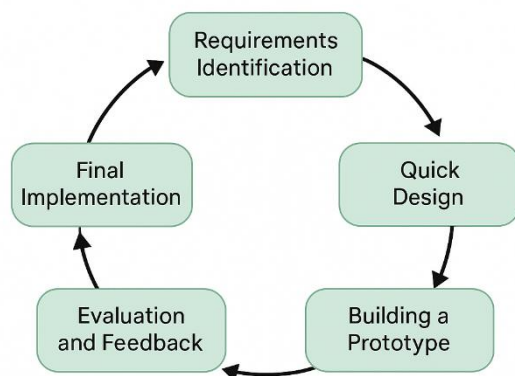 Requirements
Identification
Quick
Design
Building a
Prototype
Evaluation
and Feedback
Final
Implementation